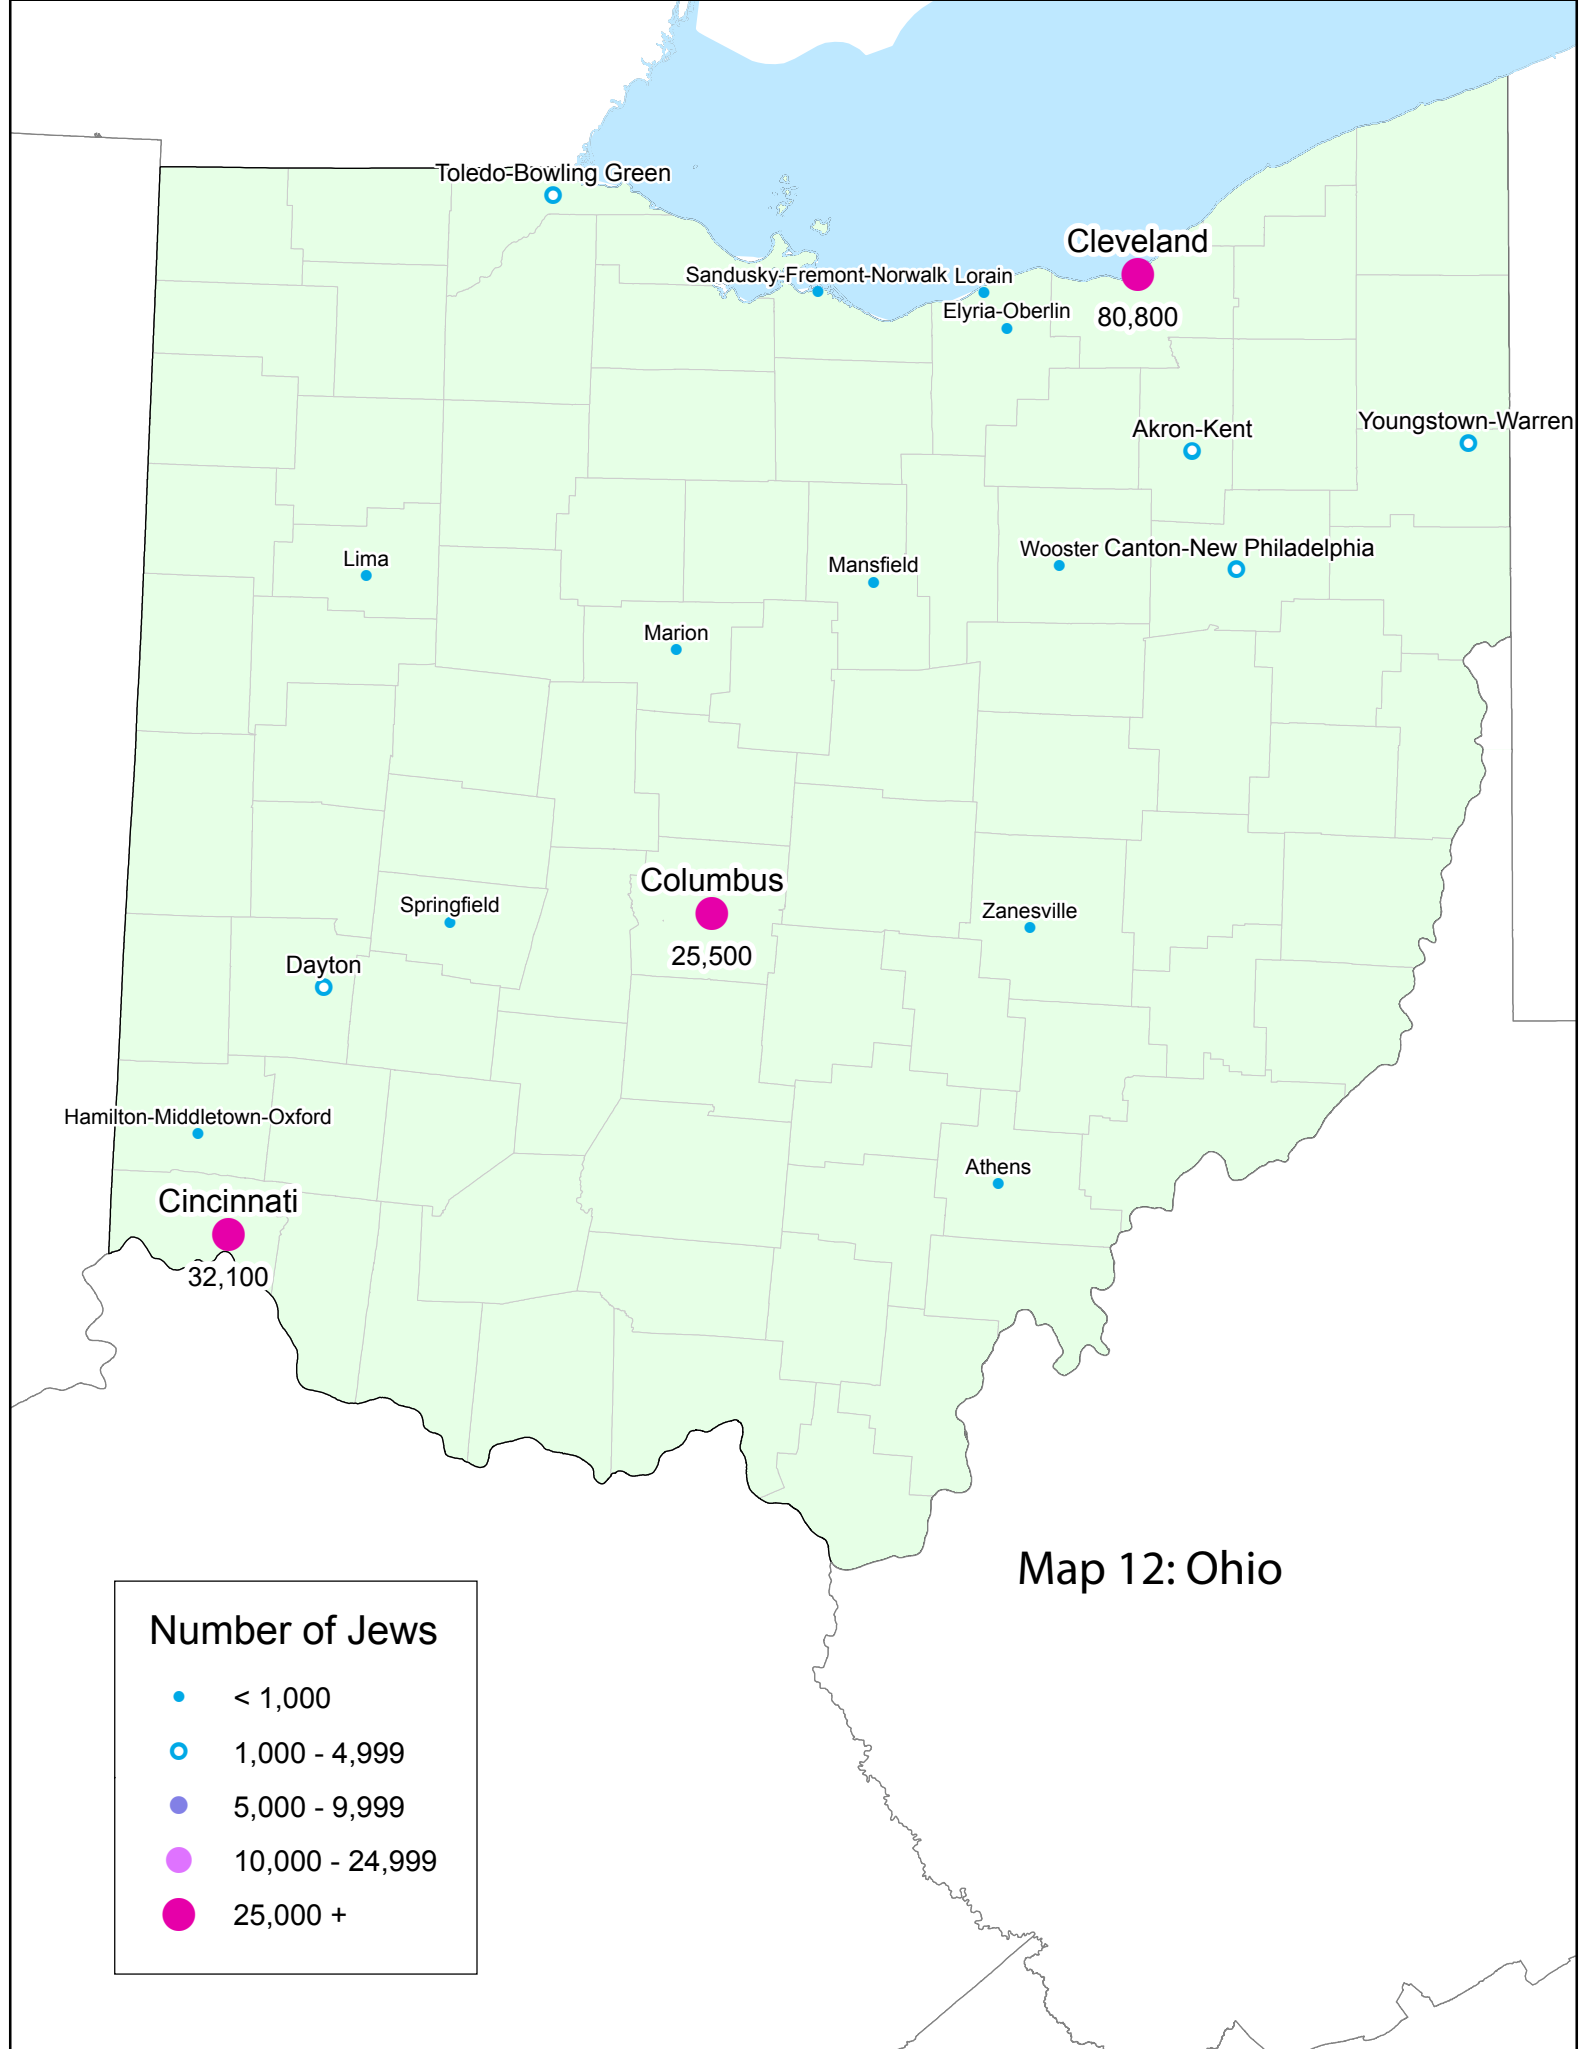 Toledo-Bowling Green
Cleveland
Sandusky-Fremont-Norwalk
Lorain
Elyria-Oberlin
80,800
Youngstown-Warren
Akron-Kent
Wooster
Canton-New Philadelphia
Lima
Mansfield
Marion
Columbus
25,500
Springfield
Zanesville
Dayton
Hamilton-Middletown-Oxford
Athens
Cincinnati
32,100
Map 12: Ohio
Number of Jews
< 1,000
1,000 - 4,999
5,000 - 9,999
10,000 - 24,999
25,000 +